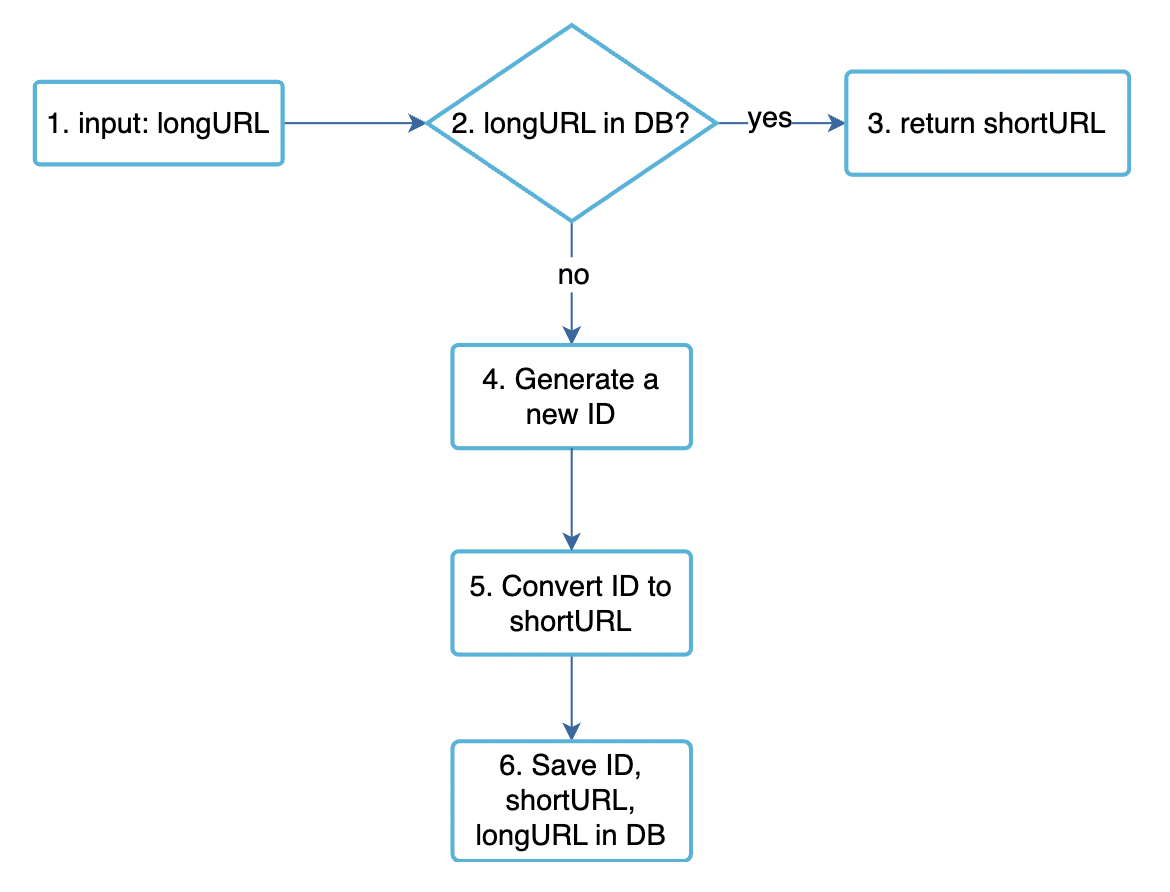 1. input: longURL
2. longURL in DB?
yes
3. return shortURL
no
4. Generate a
new ID
5. Convert ID to
shortURL
6. Save ID,
shortURL,
longURL in DB